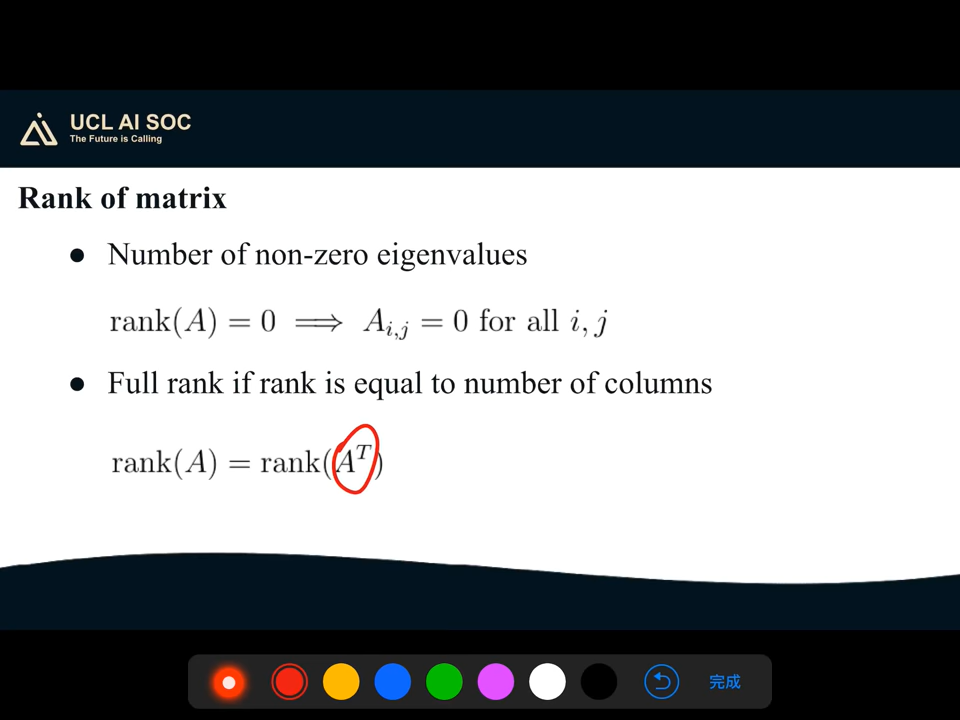 UCL AI SOC
The Future is Calling
Rank of matrix
● Number of non-zero eigenvalues
rank(A) = 0 ⟹ A_{i,j} = 0 for all i, j
● Full rank if rank is equal to number of columns
rank(A) = rank(A^T)
完成